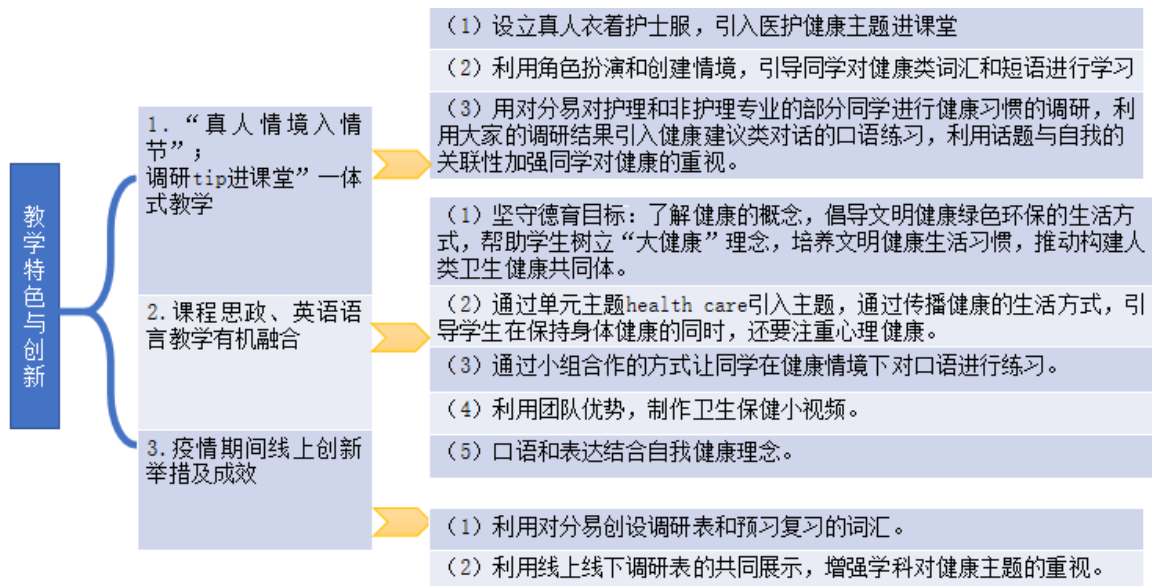 教学特色与创新
1.“真人情境入情
节”；
调研tip进课堂”一体
式教学
（1）设立真人衣着护士服，引入医护健康主题进课堂
（2）利用角色扮演和创建情境，引导同学对健康类词汇和短语进行学习
（3）用对分易对护理和非护理专业的部分同学进行健康习惯的调研，利
用大家的调研结果引入健康建议类对话的口语练习，利用话题与自我的
关联性加强同学对健康的重视。
2.课程思政、英语语
言教学有机融合
（1）坚守德育目标：了解健康的概念，倡导文明健康绿色环保的生活方
式，帮助学生树立“大健康”理念，培养文明健康生活习惯，推动构建人
类卫生健康共同体。
（2）通过单元主题health care引入主题，通过传播健康的生活方式，引
导学生在保持身体健康的同时，还要注重心理健康。
（3）通过小组合作的方式让同学在健康情境下对口语进行练习。
（4）利用团队优势，制作卫生保健小视频。
（5）口语和表达结合自我健康理念。
3.疫情期间线上创新
举措及成效
（1）利用对分易创设调研表和预习复习的词汇。
（2）利用线上线下调研表的共同展示，增强学科对健康主题的重视。